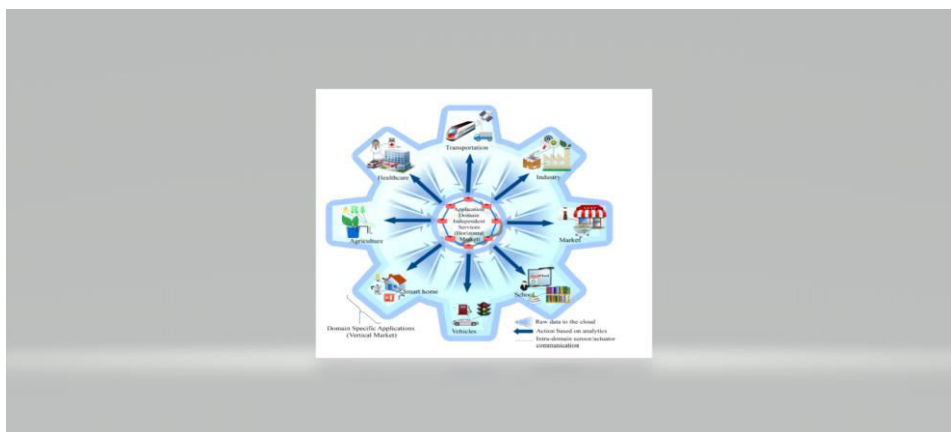 Transportation
Healthcare
Industry
Application
Domain
Independent
Services
(Horizontal
Market)
Agriculture
Market
Smart home
School
Vehicles
Domain Specific Applications
(Vertical Market)
Raw data to the cloud
Action based on analytics
Intra-domain sensor/actuator
communication